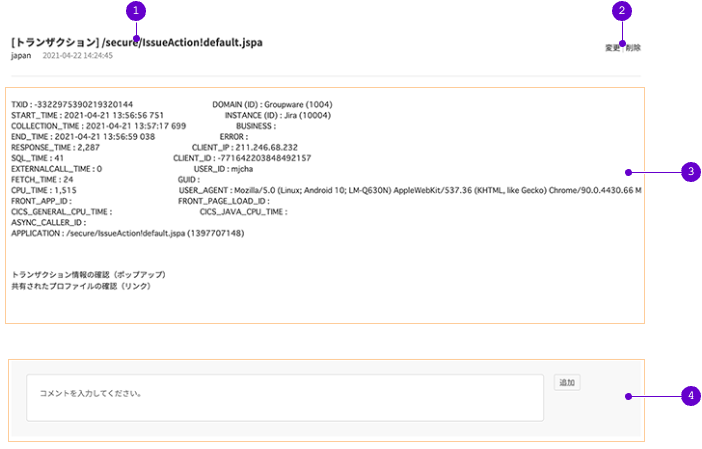 1
2
[トランザクション] /secure/IssueAction!default.jspa
変更 | 削除
japan 2021-04-22 14:24:45
TXID : -3322975390219320144 DOMAIN (ID) : Groupware (1004)
START_TIME : 2021-04-21 13:56:56 751 INSTANCE (ID) : Jira (10004)
COLLECTION_TIME : 2021-04-21 13:57:17 699 BUSINESS :
END_TIME : 2021-04-21 13:56:59 038 ERROR :
RESPONSE_TIME : 2,287 CLIENT_IP : 211.246.68.232
SQL_TIME : 41 CLIENT_ID : -771642203848492157
EXTERNALCALL_TIME : 0 USER_ID : mjcha
3
FETCH_TIME : 24 GUID :
CPU_TIME : 1,515 USER_AGENT : Mozilla/5.0 (Linux; Android 10; LM-Q630N) AppleWebKit/537.36 (KHTML, like Gecko) Chrome/90.0.4430.66 M
FRONT_APP_ID : FRONT_PAGE_LOAD_ID :
CICS_GENERAL_CPU_TIME : CICS_JAVA_CPU_TIME :
ASYNC_CALLER_ID :
APPLICATION : /secure/IssueAction!default.jspa (1397707148)
トランザクション情報の確認（ポップアップ）
共有されたプロファイルの確認（リンク）
コメントを入力してください。
追加
4